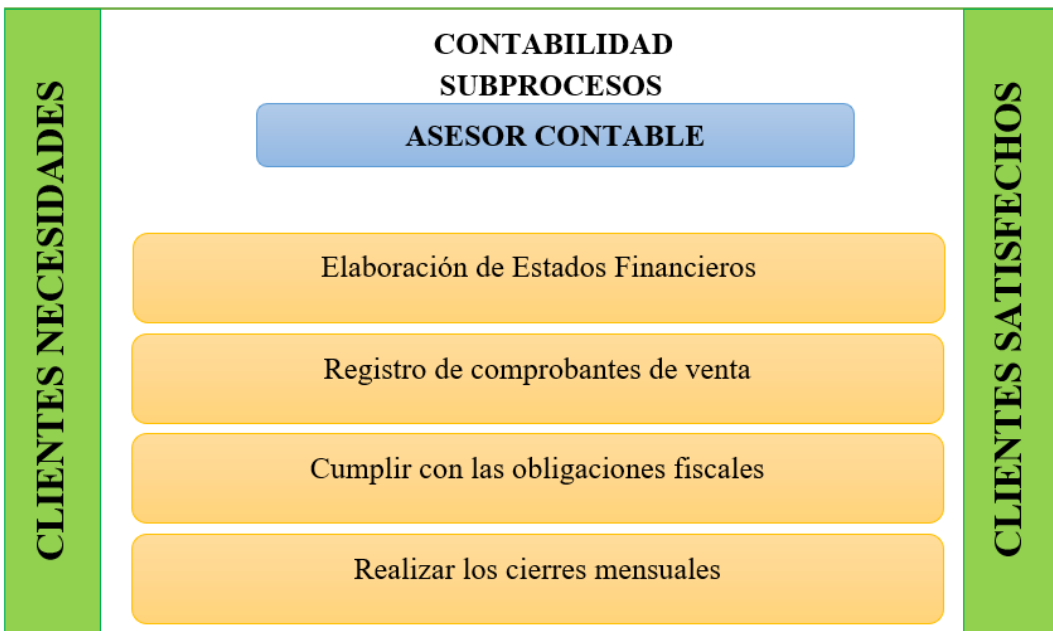 CLIENTES NECESIDADES
CONTABILIDAD
SUBPROCESOS
ASESOR CONTABLE
Elaboración de Estados Financieros
Registro de comprobantes de venta
Cumplir con las obligaciones fiscales
Realizar los cierres mensuales
CLIENTES SATISFECHOS